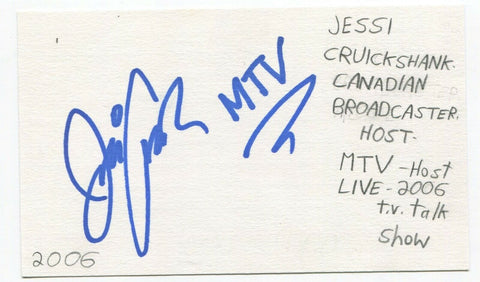 JESSI
CRUICKSHANK.
CANADIAN
BROADCASTER.
HOST-
MTV - Host
LIVE - 2006
t.v. talk
show
MTV
2006